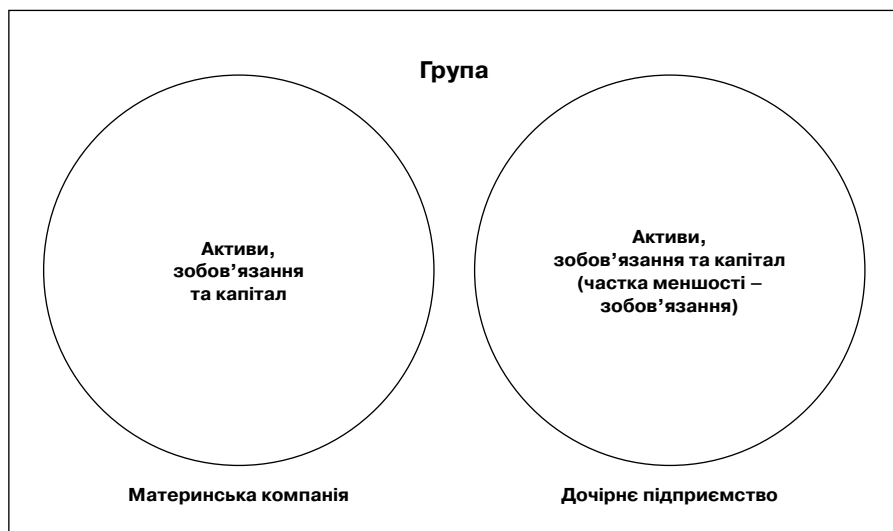 Група
Активи,
зобов’язання
та капітал
Активи,
зобов’язання та капітал
(частка меншості –
зобов’язання)
Материнська компанія
Дочірнє підприємство